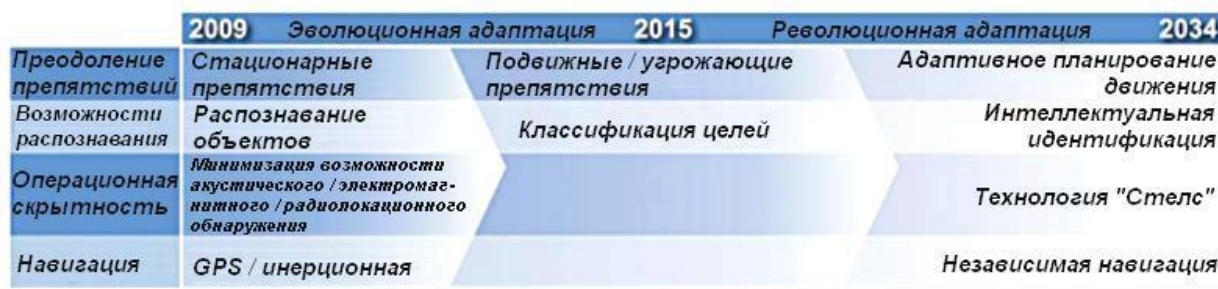 2009 Эволюционная адаптация 2015 Революционная адаптация 2034
Преодоление
препятствий
Стационарные
препятствия
Подвижные / угрожающие
препятствия
Адаптивное планирование
движения
Возможности
распознавания
Распознавание
объектов
Классификация целей
Интеллектуальная
идентификация
Операционная
скрытность
Минимизация возможности
акустического / электромаг-
нитного / радиолокационного
обнаружения
Технология "Стелс"
Навигация
GPS / инерционная
Независимая навигация